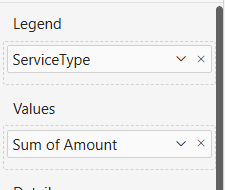 Legend
ServiceType
Values
Sum of Amount